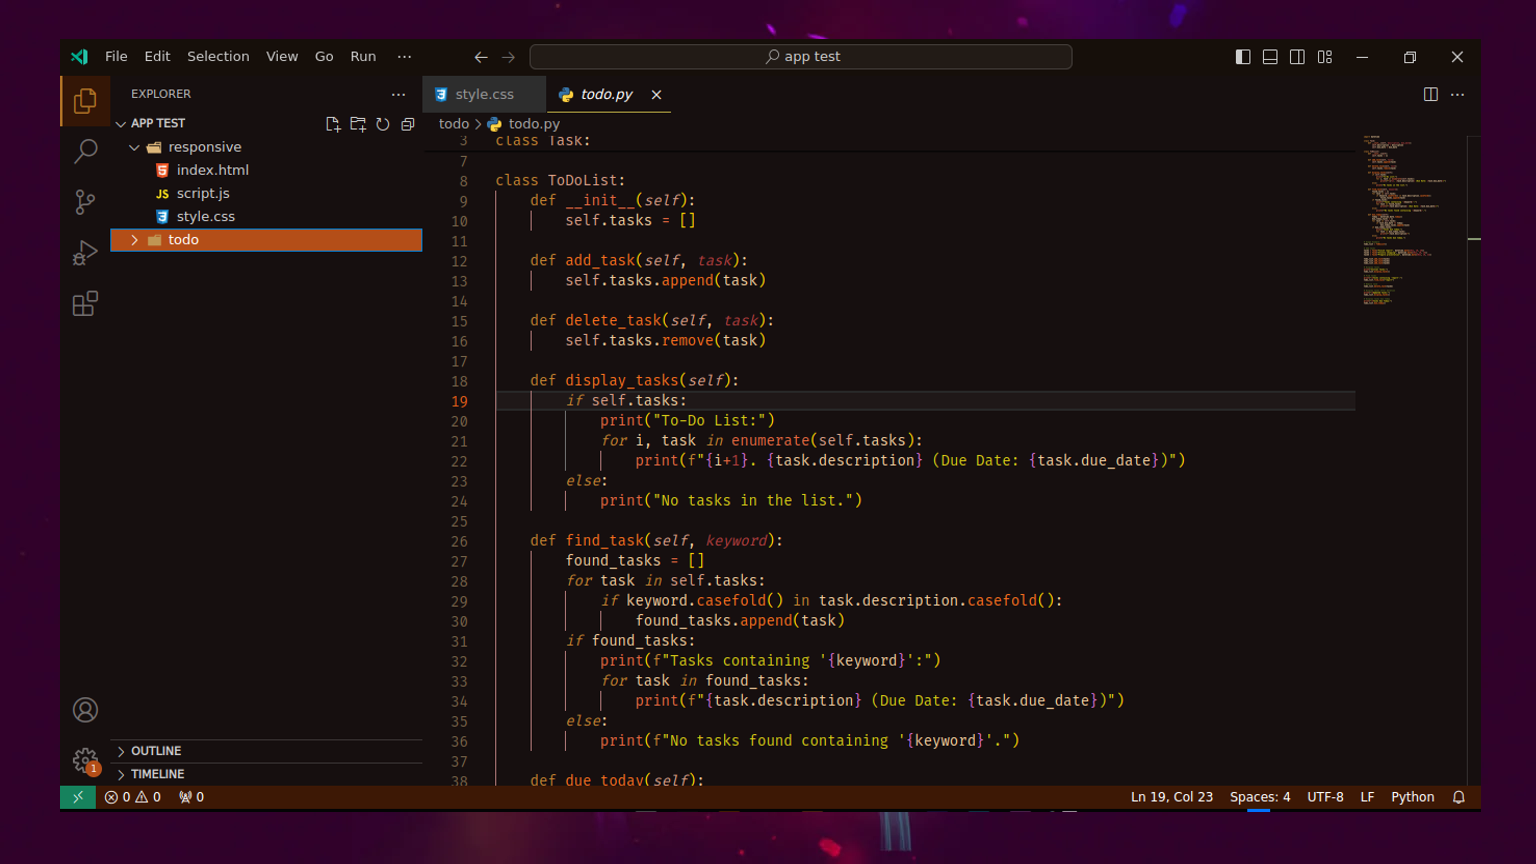 File Edit Selection View Go Run ···
app test
EXPLORER ···
style.css
todo.py
APP TEST
todo > todo.py
responsive
index.html
JS script.js
style.css
todo
3 class Task:
7
8 class ToDoList:
9 def __init__(self):
10 self.tasks = []
11
12 def add_task(self, task):
13 self.tasks.append(task)
14
15 def delete_task(self, task):
16 self.tasks.remove(task)
17
18 def display_tasks(self):
19 if self.tasks:
20 print("To-Do List:")
21 for i, task in enumerate(self.tasks):
22 print(f"{i+1}. {task.description} (Due Date: {task.due_date})")
23 else:
24 print("No tasks in the list.")
25
26 def find_task(self, keyword):
27 found_tasks = []
28 for task in self.tasks:
29 if keyword.casefold() in task.description.casefold():
30 found_tasks.append(task)
31 if found_tasks:
32 print(f"Tasks containing '{keyword}':")
33 for task in found_tasks:
34 print(f"{task.description} (Due Date: {task.due_date})")
35 else:
36 print(f"No tasks found containing '{keyword}'.")
37
38 def due_today(self):
OUTLINE
TIMELINE
1
0 0 0
Ln 19, Col 23 Spaces: 4 UTF-8 LF Python